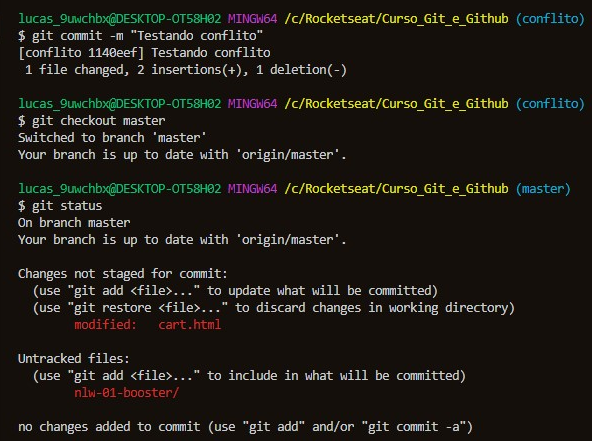 lucas_9uwchbx@DESKTOP-OT58H02 MINGW64 /c/Rocketseat/Curso_Git_e_Github (conflito)
$ git commit -m "Testando conflito"
[conflito 1140eef] Testando conflito
 1 file changed, 2 insertions(+), 1 deletion(-)

lucas_9uwchbx@DESKTOP-OT58H02 MINGW64 /c/Rocketseat/Curso_Git_e_Github (conflito)
$ git checkout master
Switched to branch 'master'
Your branch is up to date with 'origin/master'.

lucas_9uwchbx@DESKTOP-OT58H02 MINGW64 /c/Rocketseat/Curso_Git_e_Github (master)
$ git status
On branch master
Your branch is up to date with 'origin/master'.

Changes not staged for commit:
  (use "git add <file>..." to update what will be committed)
  (use "git restore <file>..." to discard changes in working directory)
        modified:   cart.html

Untracked files:
  (use "git add <file>..." to include in what will be committed)
        nlw-01-booster/

no changes added to commit (use "git add" and/or "git commit -a")